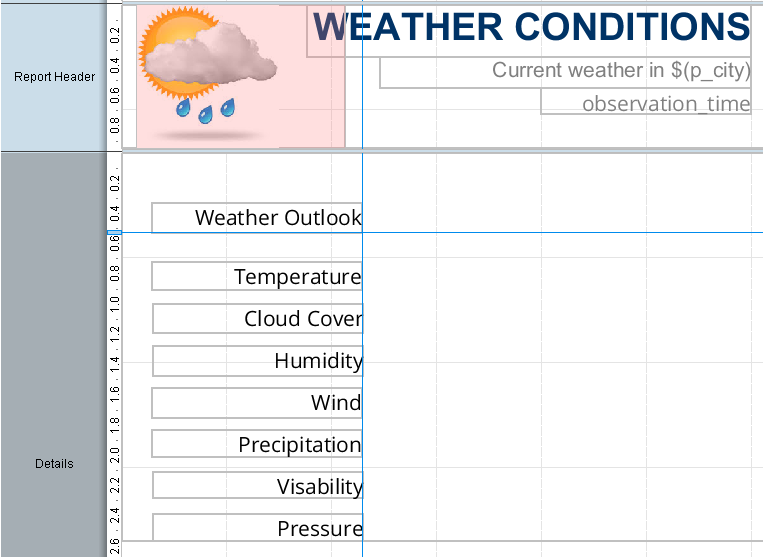 WEATHER CONDITIONS
Report Header
Current weather in $(p_city)
observation_time
0.2
0.4
0.6
0.8
Weather Outlook
Temperature
Cloud Cover
Humidity
Wind
Precipitation
Visability
Pressure
Details
0.2
0.4
0.6
0.8
1.0
1.2
1.4
1.6
1.8
2.0
2.2
2.4
2.6